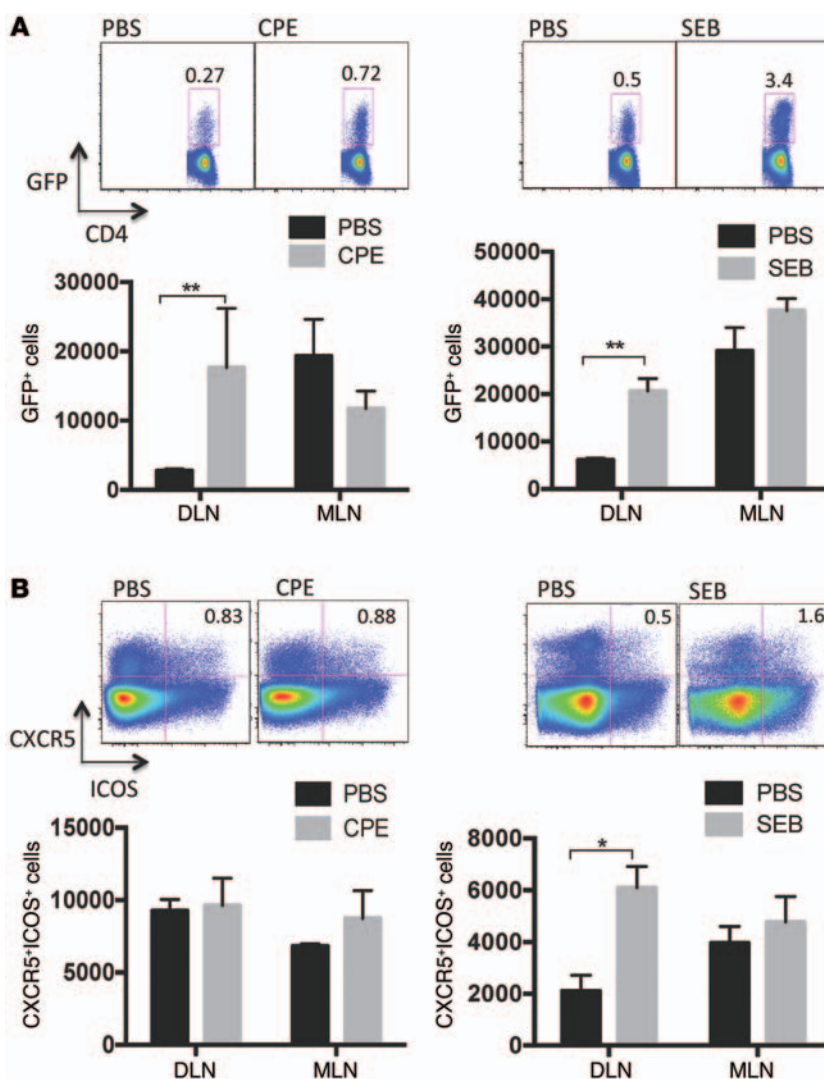 A
PBS CPE
0.27 0.72
GFP
CD4
PBS
CPE
30000
20000
10000
0
GFP⁺ cells
**
DLN MLN
PBS SEB
0.5 3.4
PBS
SEB
50000
40000
30000
20000
10000
0
GFP⁺ cells
**
DLN MLN
B
PBS CPE
0.83 0.88
CXCR5
ICOS
PBS
CPE
15000
10000
5000
0
CXCR5⁺ICOS⁺ cells
DLN MLN
PBS SEB
0.5 1.6
PBS
SEB
8000
6000
4000
2000
0
CXCR5⁺ICOS⁺ cells
*
DLN MLN